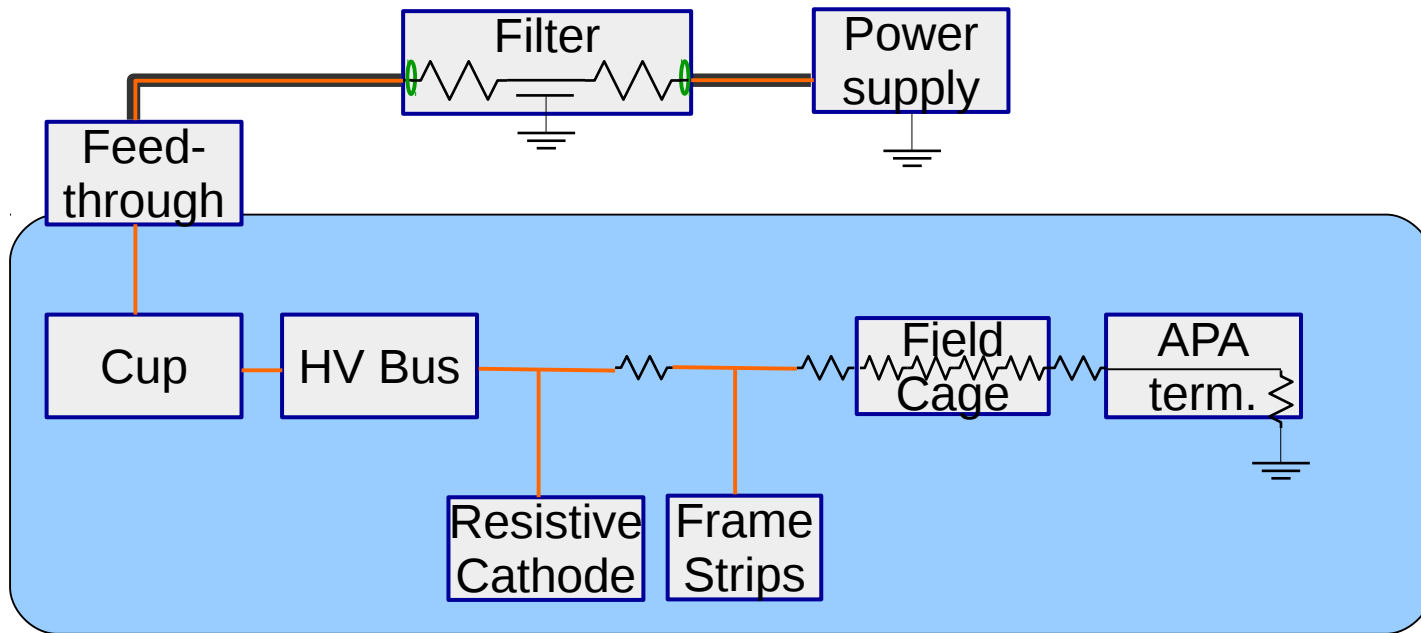 Filter
Power
supply
Feed-
through
Cup
HV Bus
Field
Cage
APA
term.
Resistive
Cathode
Frame
Strips